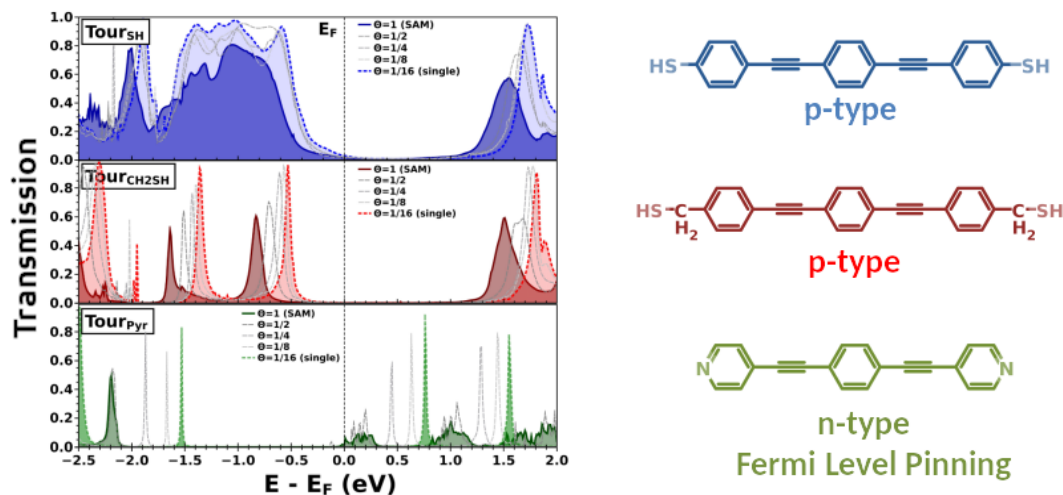 Tour_SH
E_F
Θ=1 (SAM)
Θ=1/2
Θ=1/4
Θ=1/8
Θ=1/16 (single)
1.0
0.8
0.6
0.4
0.2
0.0
Tour_CH2SH
Θ=1 (SAM)
Θ=1/2
Θ=1/4
Θ=1/8
Θ=1/16 (single)
0.8
0.6
0.4
0.2
0.0
Tour_Pyr
Θ=1 (SAM)
Θ=1/2
Θ=1/4
Θ=1/8
Θ=1/16 (single)
0.8
0.6
0.4
0.2
0.0
−2.5 −2.0 −1.5 −1.0 −0.5 0.0 0.5 1.0 1.5 2.0
E - E_F (eV)
Transmission
HS SH
p-type
HS C H2 C H2 SH
p-type
N N
n-type
Fermi Level Pinning